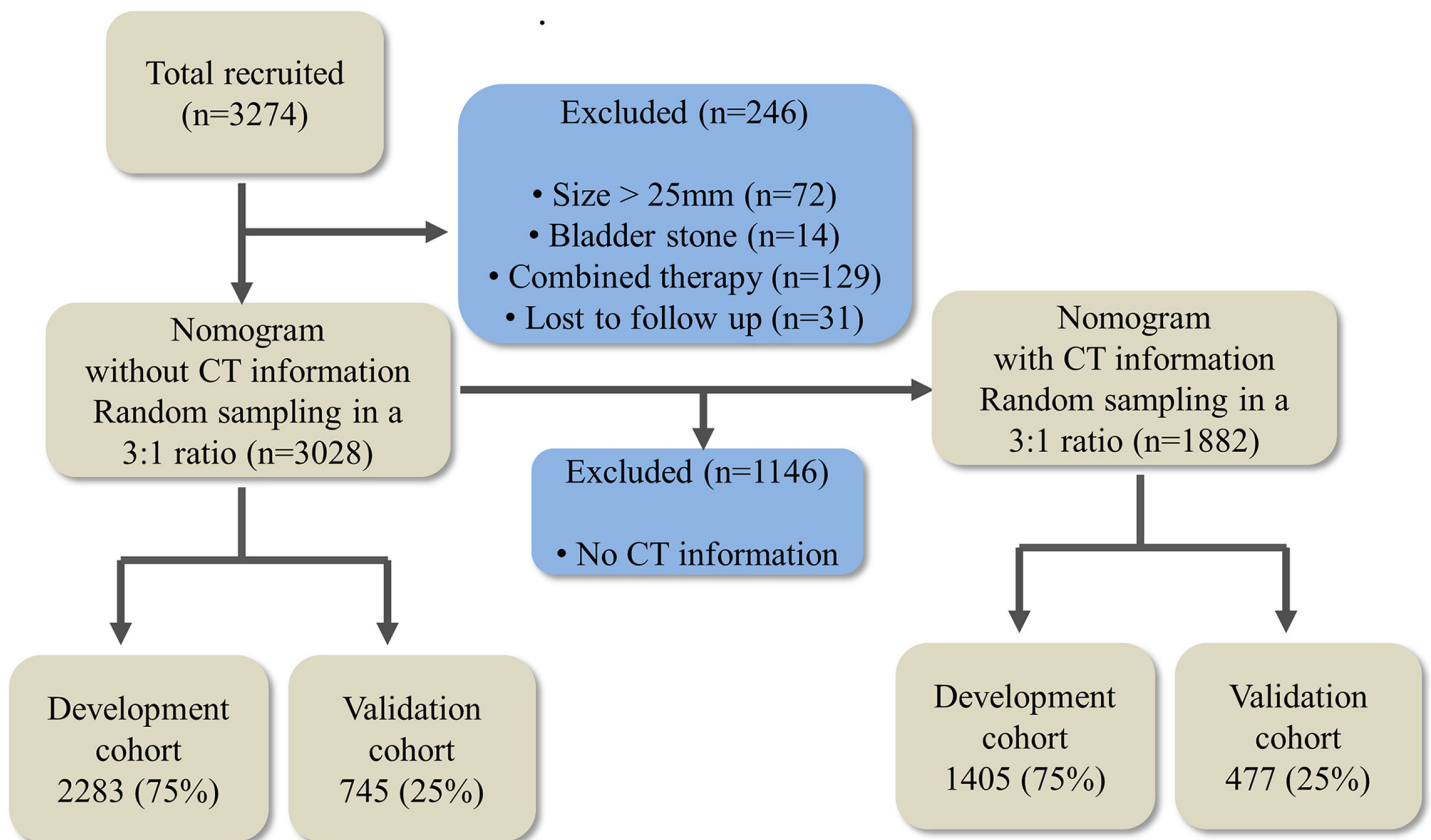 Total recruited
(n=3274)
Excluded (n=246)
• Size > 25mm (n=72)
• Bladder stone (n=14)
• Combined therapy (n=129)
• Lost to follow up (n=31)
Nomogram
without CT information
Random sampling in a
3:1 ratio (n=3028)
Nomogram
with CT information
Random sampling in a
3:1 ratio (n=1882)
Excluded (n=1146)
• No CT information
Development
cohort
2283 (75%)
Validation
cohort
745 (25%)
Development
cohort
1405 (75%)
Validation
cohort
477 (25%)